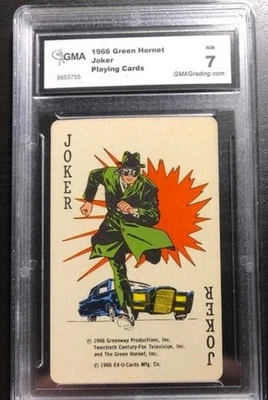 GMA
9855755
1966 Green Hornet
Joker
Playing Cards
NM
7
GMAGrading.com
JOKER
© 1966 Greenway Productions, Inc.
Twentieth Century-Fox Television, Inc.
and The Green Hornet, Inc.
© 1966 Ed-U-Cards Mfg. Co.
JOKER